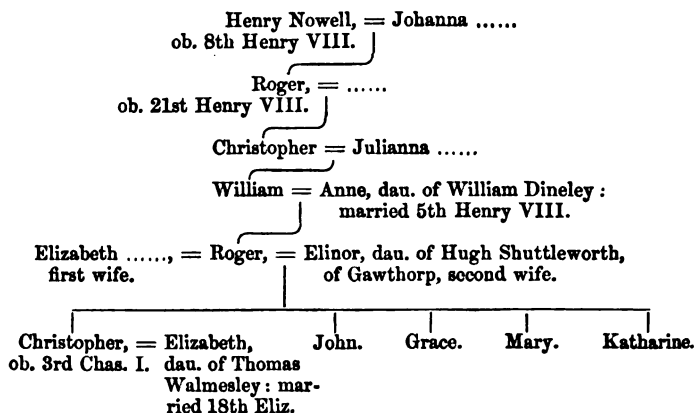 Henry Nowell, = Johanna ......
ob. 8th Henry VIII.
Roger, = ......
ob. 21st Henry VIII.
Christopher = Julianna ......
William = Anne, dau. of William Dineley :
married 5th Henry VIII.
Elizabeth ......, = Roger, = Elinor, dau. of Hugh Shuttleworth,
first wife. of Gawthorp, second wife.
Christopher, = Elizabeth, John. Grace. Mary. Katharine.
ob. 3rd Chas. I. dau. of Thomas
Walmesley : mar-
ried 18th Eliz.